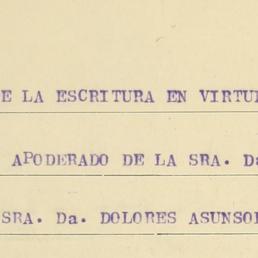 E LA ESCRITURA EN VIRTU
APODERADO DE LA SRA. Da
SRA. Da. DOLORES ASUNSO